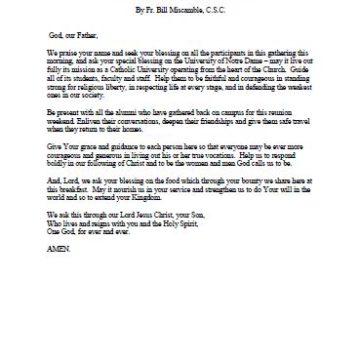 By Fr. Bill Miscamble, C.S.C.
God, our Father,
We praise your name and seek your blessing on all the participants in this gathering this
morning, and ask your special blessing on the University of Notre Dame – may it live out
fully its mission as a Catholic University operating from the heart of the Church.  Guide
all of its students, faculty and staff.  Help them to be faithful and courageous in standing
strong for religious liberty, in respecting life at every stage, and in defending the weakest
ones in our society.
Be present with all the alumni who have gathered back on campus for this reunion
weekend. Enliven their conversations, deepen their friendships and give them safe travel
when they return to their homes.
Give Your grace and guidance to each person here so that everyone may be ever more
courageous and generous in living out his or her true vocations.  Help us to respond
boldly in our following of Christ and to be the women and men God calls us to be.
And, Lord, we ask your blessing on the food which through your bounty we share here at
this breakfast.  May it nourish us in your service and strengthen us to do Your will in the
world and so to extend your Kingdom.
We ask this through our Lord Jesus Christ, your Son,
Who lives and reigns with you and the Holy Spirit,
One God, for ever and ever.
AMEN.